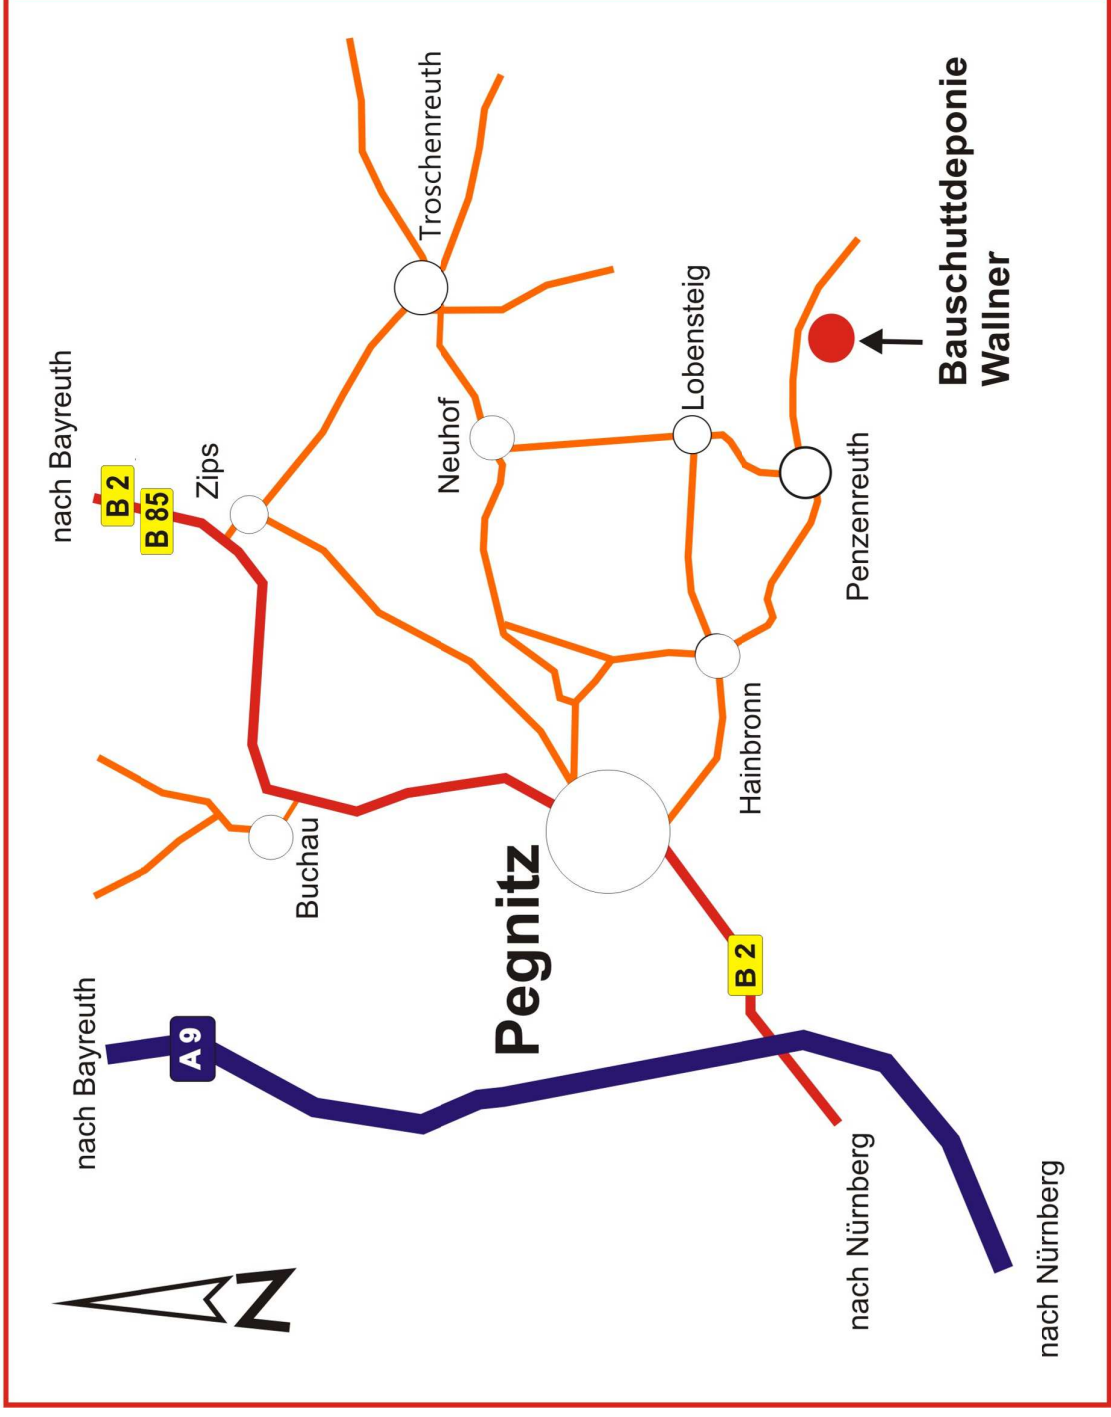 nach Bayreuth
nach Bayreuth
B 2
B 85
A 9
Zips
N
Buchau
Troschenreuth
Neuhof
Pegnitz
Lobensteig
B 2
Hainbronn
nach Nürnberg
Penzenreuth
Bauschuttdeponie
Wallner
nach Nürnberg